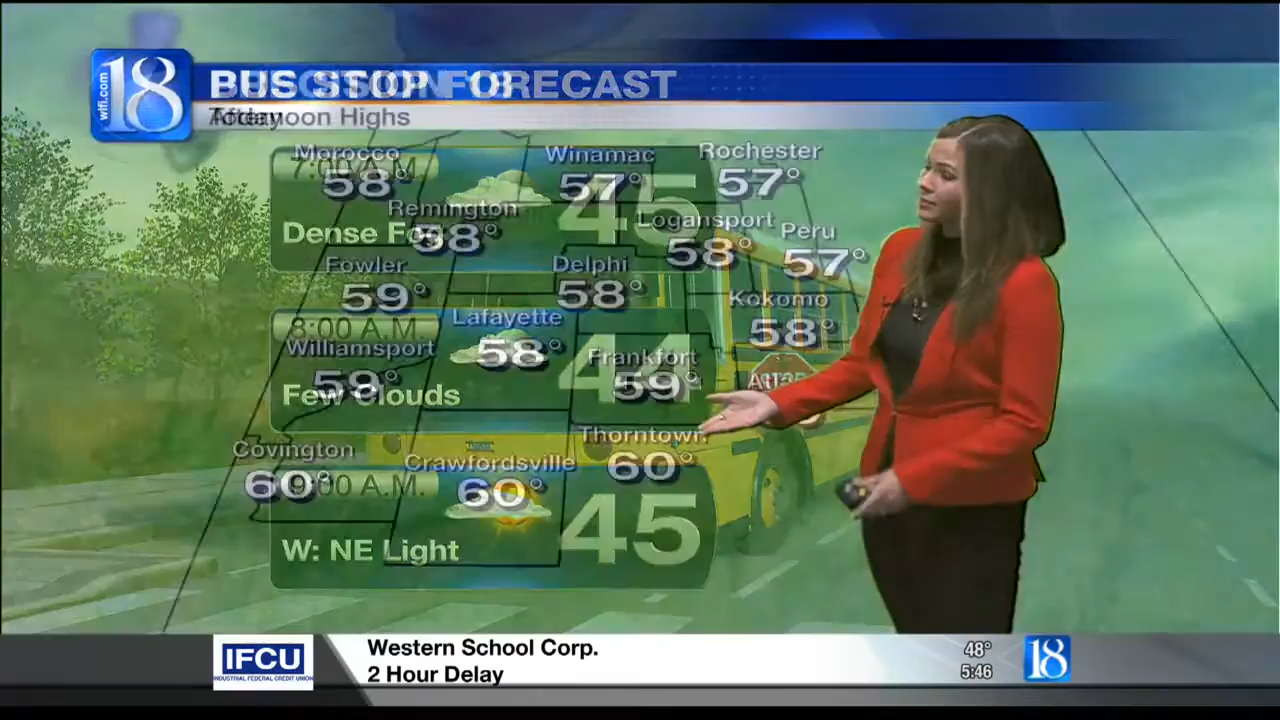 wlfi.com
18
BUS STOP FORECAST
PRECISION 18
Today
Afternoon Highs
Morocco
58°
Winamac
57°
Rochester
57°
7:00 A.M.
45
Dense Fog
Remington
58°
Logansport
58°
Peru
57°
Fowler
59°
Delphi
58°
Kokomo
58°
8:00 A.M.
44
Few Clouds
Lafayette
58°
Williamsport
59°
Frankfort
59°
STOP
Covington
60°
Crawfordsville
60°
Thorntown
60°
9:00 A.M.
45
W: NE Light
IFCU
INDUSTRIAL FEDERAL CREDIT UNION
Western School Corp.
2 Hour Delay
48°
5:46
18